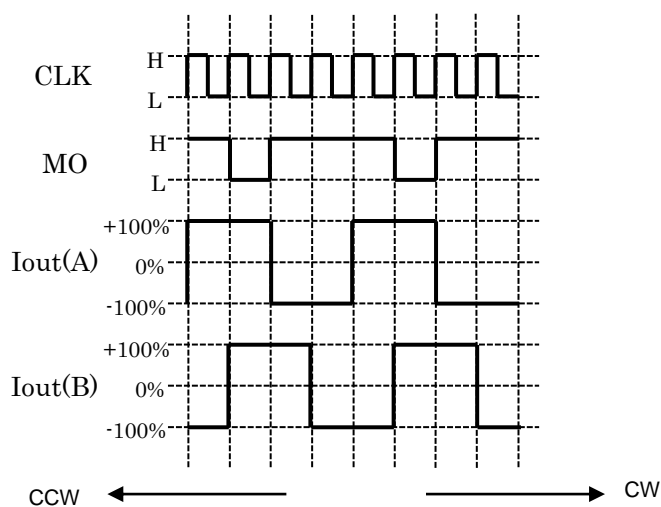 CLK
H
L
MO
H
L
Iout(A)
+100%
0%
-100%
Iout(B)
+100%
0%
-100%
CCW
CW